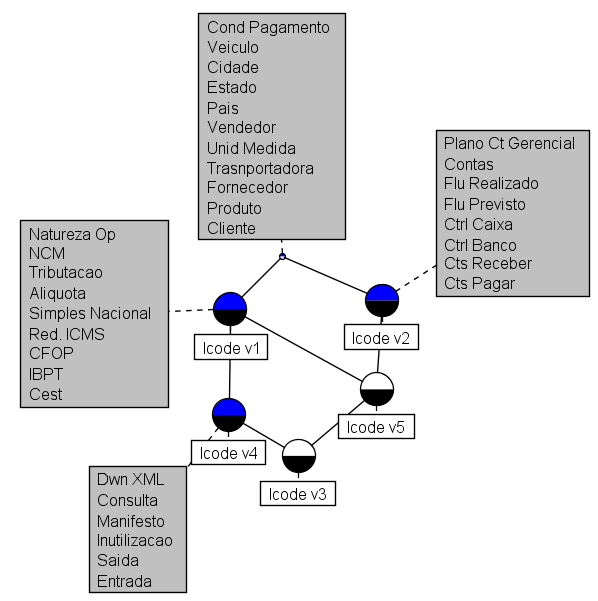 Cond Pagamento
Veiculo
Cidade
Estado
Pais
Vendedor
Unid Medida
Trasnportadora
Fornecedor
Produto
Cliente
Plano Ct Gerencial
Contas
Flu Realizado
Flu Previsto
Ctrl Caixa
Ctrl Banco
Cts Receber
Cts Pagar
Natureza Op
NCM
Tributacao
Aliquota
Simples Nacional
Red. ICMS
CFOP
IBPT
Cest
Icode v1
Icode v2
Icode v5
Icode v4
Icode v3
Dwn XML
Consulta
Manifesto
Inutilizacao
Saida
Entrada